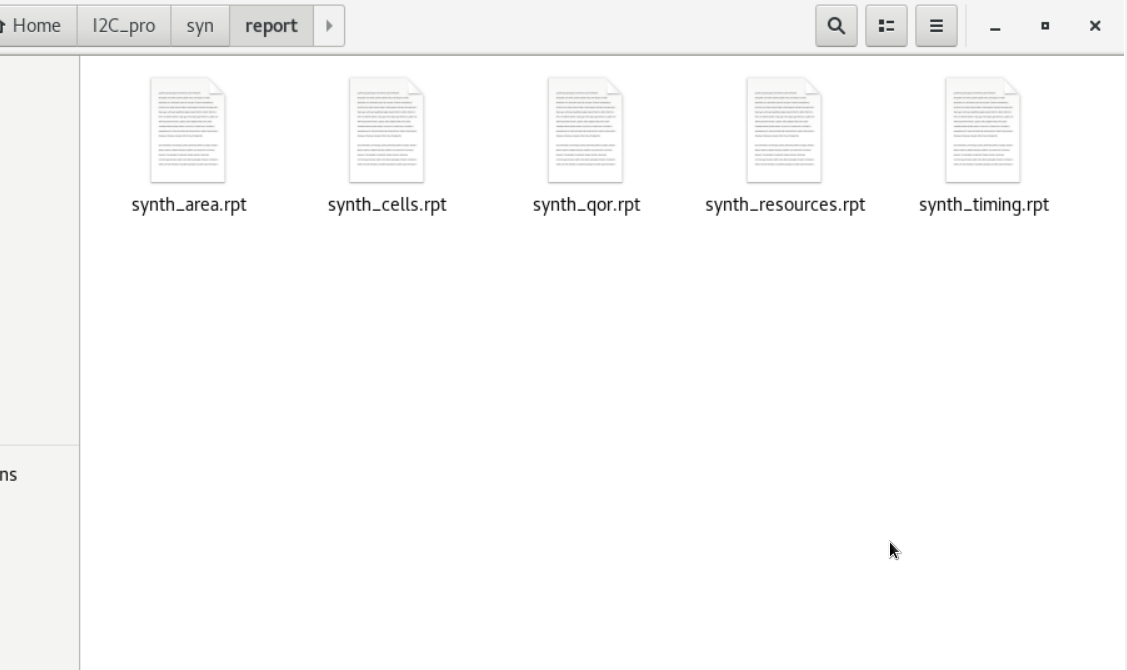 Home I2C_pro syn report
synth_area.rpt synth_cells.rpt synth_qor.rpt synth_resources.rpt synth_timing.rpt
ns